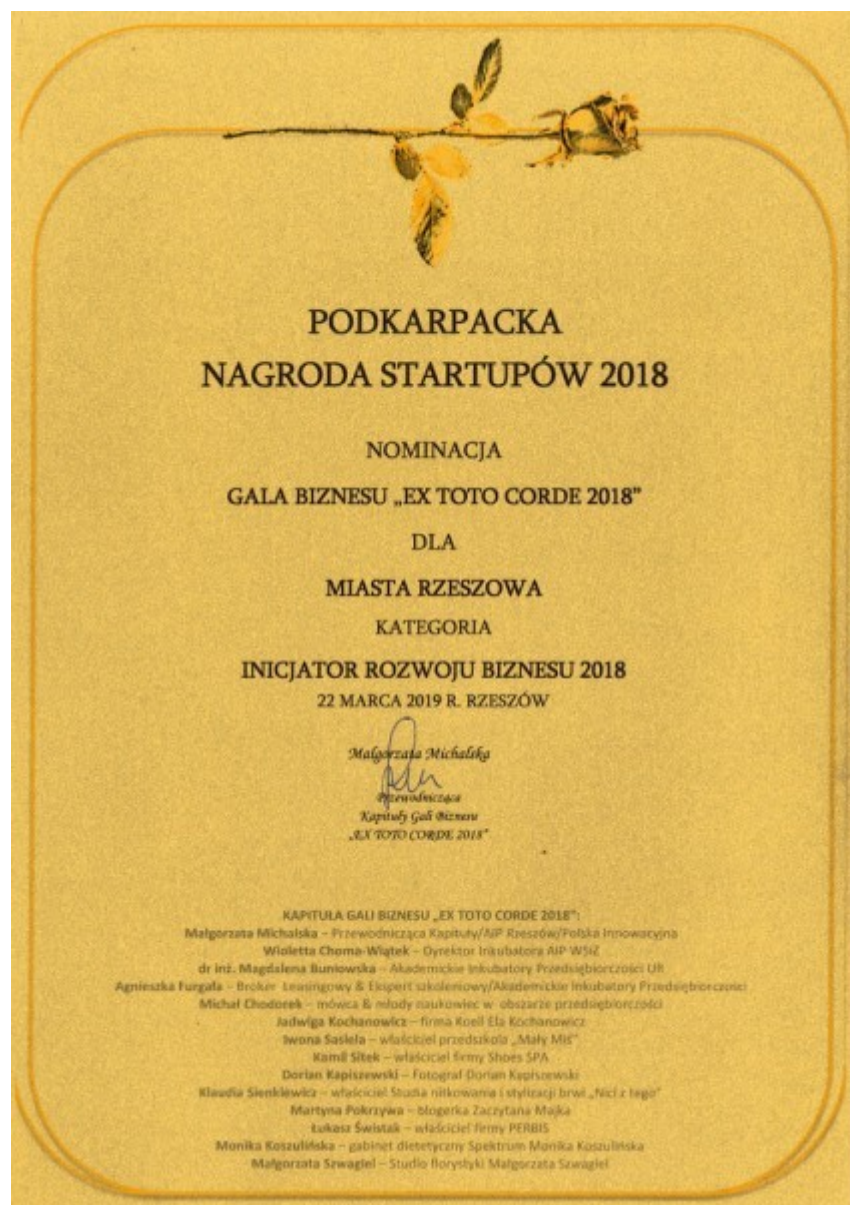 PODKARPACKA
NAGRODA STARTUPÓW 2018
NOMINACJA
GALA BIZNESU „EX TOTO CORDE 2018”
DLA
MIASTA RZESZOWA
KATEGORIA
INICJATOR ROZWOJU BIZNESU 2018
22 MARCA 2019 R. RZESZÓW
Małgorzata Michalska
Przewodnicząca
Kapituły Gali Biznesu
„EX TOTO CORDE 2018”
KAPITUŁA GALI BIZNESU „EX TOTO CORDE 2018”:
Małgorzata Michalska – Przewodnicząca Kapituły/AIP Rzeszów/Polska Innowacyjna
Wioletta Choma-Wiątek – Dyrektor Inkubatora AIP WSIZ
dr inż. Magdalena Buniowska – Akademickie Inkubatory Przedsiębiorczości UR
Agnieszka Furgała – Broker Leasingowy & Ekspert szkoleniowy/Akademickie Inkubatory Przedsiębiorczości
Michał Chodorek – mówca & młody naukowiec w obszarze przedsiębiorczości
Jadwiga Kochanowicz – firma Koeli Ela Kochanowicz
Iwona Sasiela – właściciel przedszkola „Mały Miś”
Kamil Sitek – właściciel firmy Shoes SPA
Dorian Kapiszewski – Fotograf Dorian Kapiszewski
Klaudia Sienkiewicz – właściciel Studia nitkowania i stylizacji brwi „Nici z tego”
Martyna Pokrzywa – blogerka Zaczytana Majka
Łukasz Świstak – właściciel firmy PERBIS
Monika Koszulińska – gabinet dietetyczny Spektrum Monika Koszulińska
Małgorzata Szwagiel – Studio florystyki Małgorzata Szwagiel